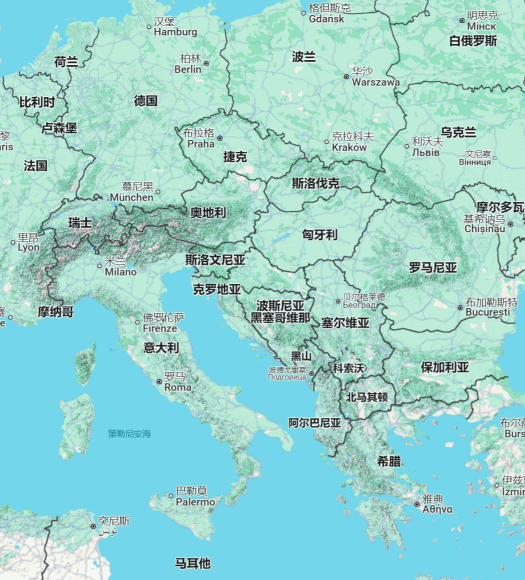 格但斯克
Gdańsk
汉堡
Hamburg
明思克
Мінск
白俄罗斯
荷兰
柏林
Berlin
波兰
华沙
Warszawa
比利时
德国
卢森堡
布拉格
Praha
克拉科夫
Kraków
乌克兰
利沃夫
Львів
捷克
文尼察
Вінниця
法国
斯洛伐克
慕尼黑
München
奥地利
摩尔多瓦
基希讷乌
Chișinău
瑞士
匈牙利
里昂
Lyon
米兰
Milano
斯洛文尼亚
罗马尼亚
克罗地亚
贝尔格莱德
Београд
布加勒斯特
București
摩纳哥
佛罗伦萨
Firenze
波斯尼亚
黑塞哥维那
塞尔维亚
意大利
黑山
科索沃
保加利亚
波德戈里察
Подгорица
罗马
Roma
北马其顿
阿尔巴尼亚
第勒尼安海
希腊
巴勒莫
Palermo
雅典
Αθήνα
突尼斯
تونس
马耳他